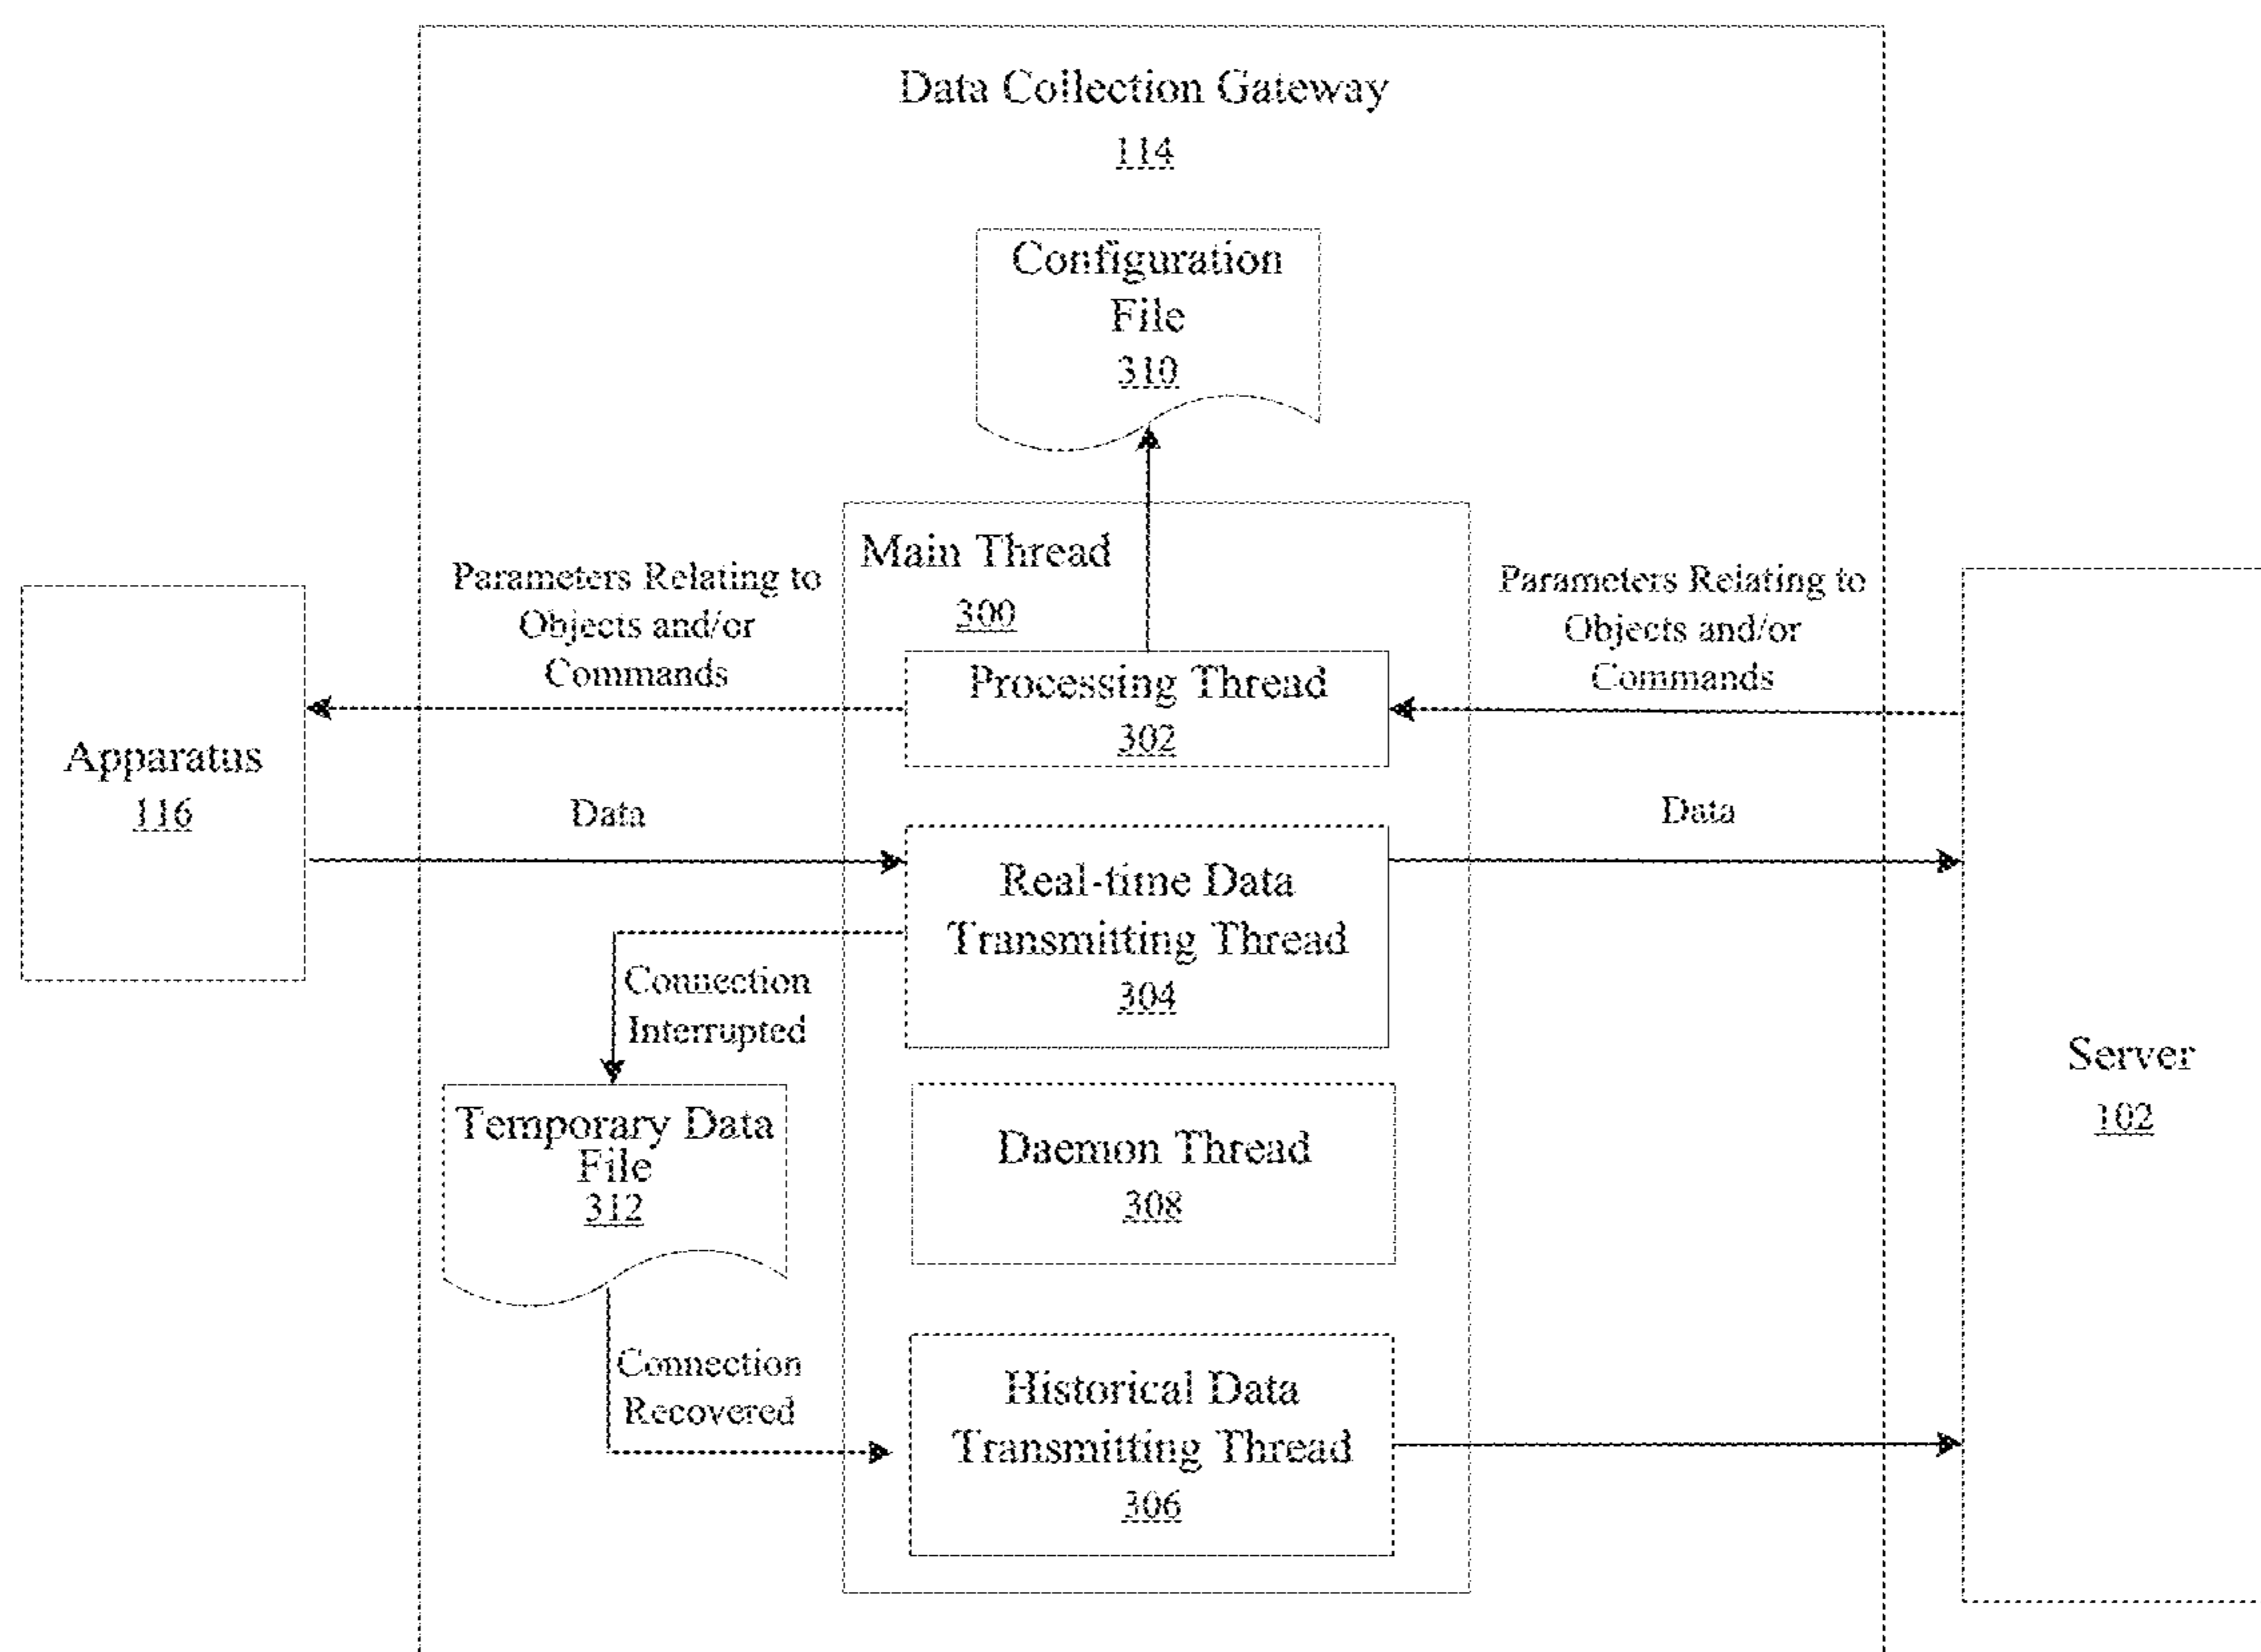 Data Collection Gateway
114
Configuration
File
310
Main Thread
300
Parameters Relating to
Objects and/or
Commands
Parameters Relating to
Objects and/or
Commands
Processing Thread
302
Apparatus
116
Data
Data
Real-time Data
Transmitting Thread
304
Connection
Interrupted
Server
102
Temporary Data
File
312
Daemon Thread
308
Connection
Recovered
Historical Data
Transmitting Thread
306